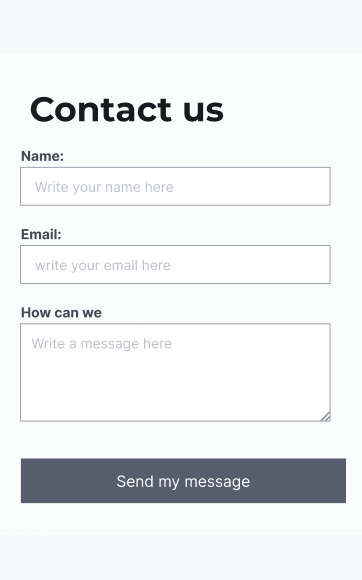 Contact us
Name:
Write your name here
Email:
write your email here
How can we
Write a message here
Send my message